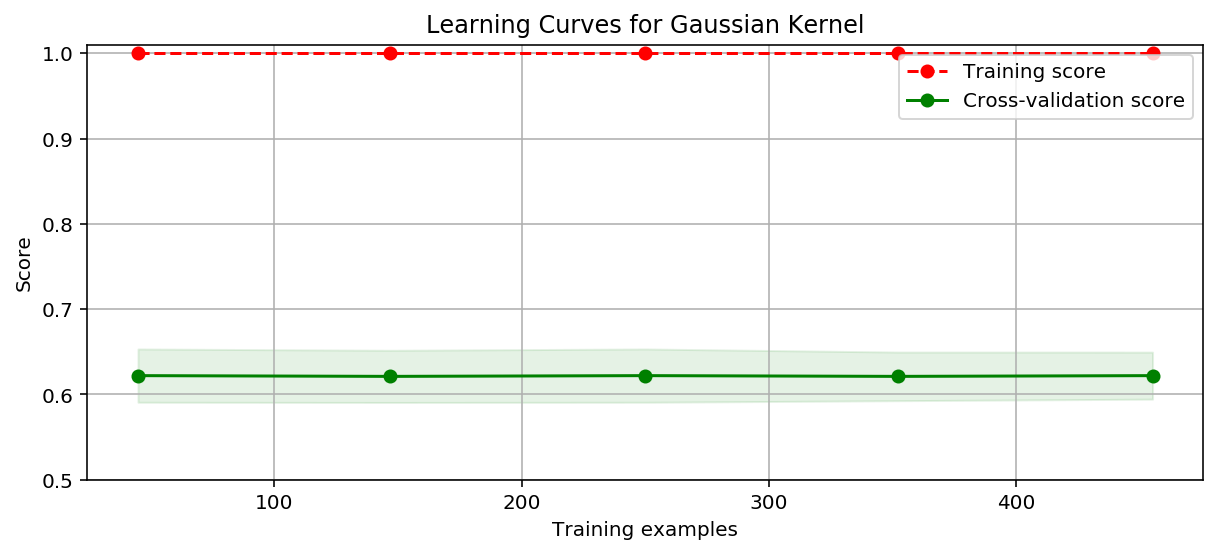 Learning Curves for Gaussian Kernel
1.0
0.9
0.8
0.7
0.6
0.5
Score
Training score
Cross-validation score
100
200
300
400
Training examples